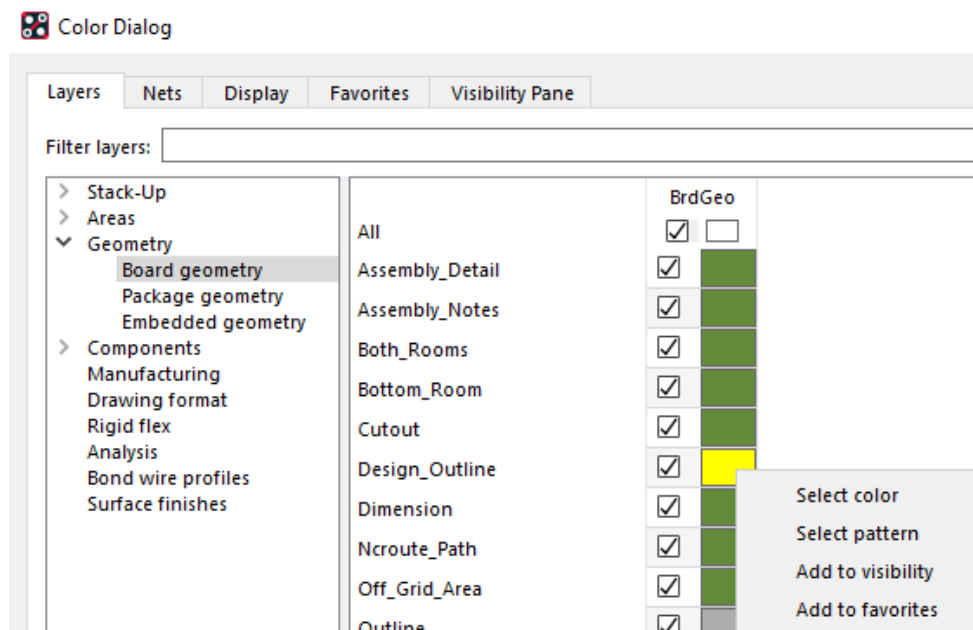 Color Dialog
Layers Nets Display Favorites Visibility Pane
Filter layers:
Stack-Up
Areas
Geometry
Board geometry
Package geometry
Embedded geometry
Components
Manufacturing
Drawing format
Rigid flex
Analysis
Bond wire profiles
Surface finishes
BrdGeo
All
Assembly_Detail
Assembly_Notes
Both_Rooms
Bottom_Room
Cutout
Design_Outline
Dimension
Ncroute_Path
Off_Grid_Area
Outline
Select color
Select pattern
Add to visibility
Add to favorites